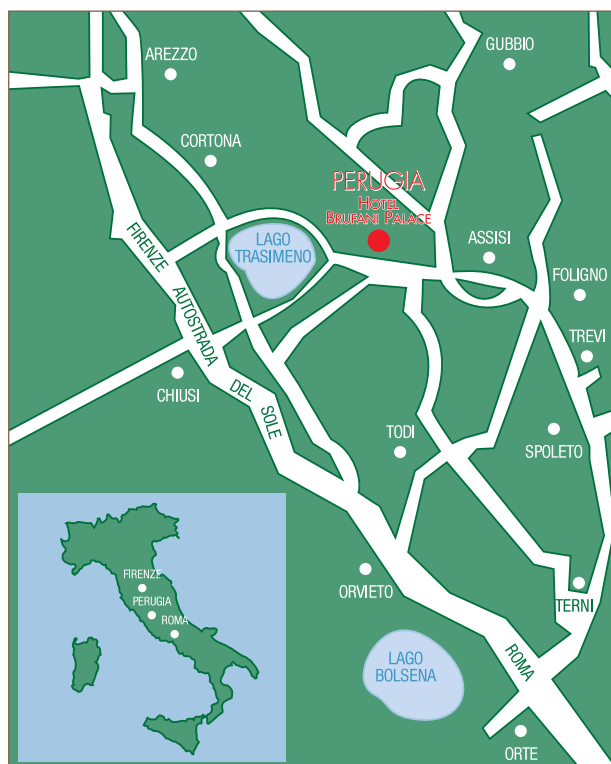 AREZZO
GUBBIO
CORTONA
PERUGIA
HOTEL
BRUFANI PALACE
ASSISI
LAGO
TRASIMENO
FOLIGNO
TREVI
FIRENZE
AUTOSTRADA
DEL SOLE
CHIUSI
TODI
SPOLETO
ORVIETO
TERNI
ROMA
LAGO
BOLSENA
ORTE
FIRENZE
PERUGIA
ROMA